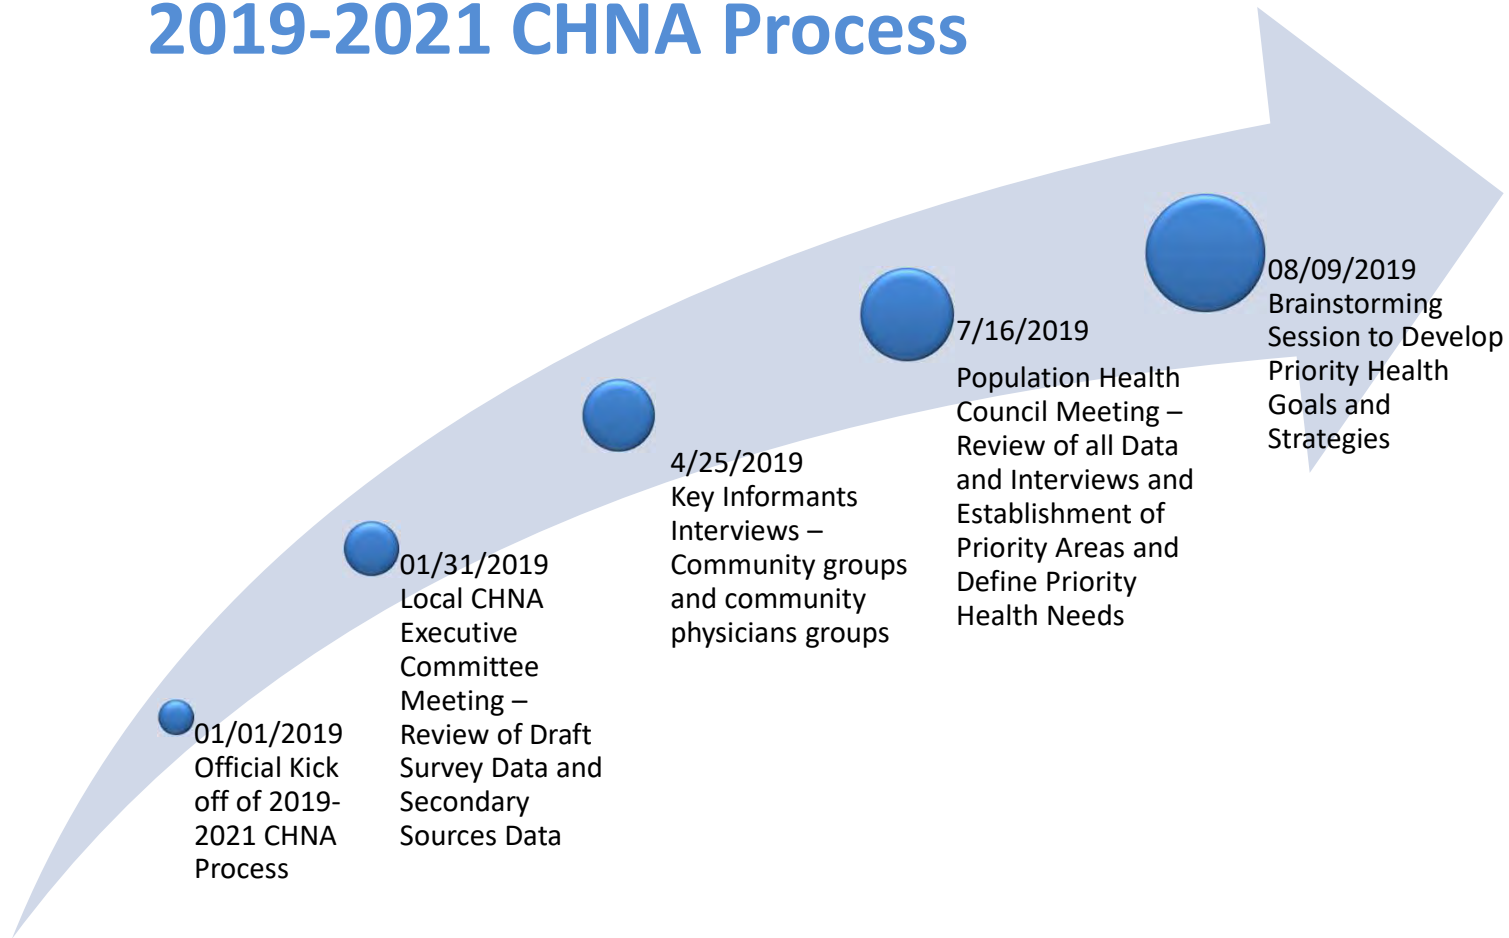 2019-2021 CHNA Process
01/01/2019
Official Kick
off of 2019-
2021 CHNA
Process
01/31/2019
Local CHNA
Executive
Committee
Meeting –
Review of Draft
Survey Data and
Secondary
Sources Data
4/25/2019
Key Informants
Interviews –
Community groups
and community
physicians groups
7/16/2019
Population Health
Council Meeting –
Review of all Data
and Interviews and
Establishment of
Priority Areas and
Define Priority
Health Needs
08/09/2019
Brainstorming
Session to Develop
Priority Health
Goals and
Strategies